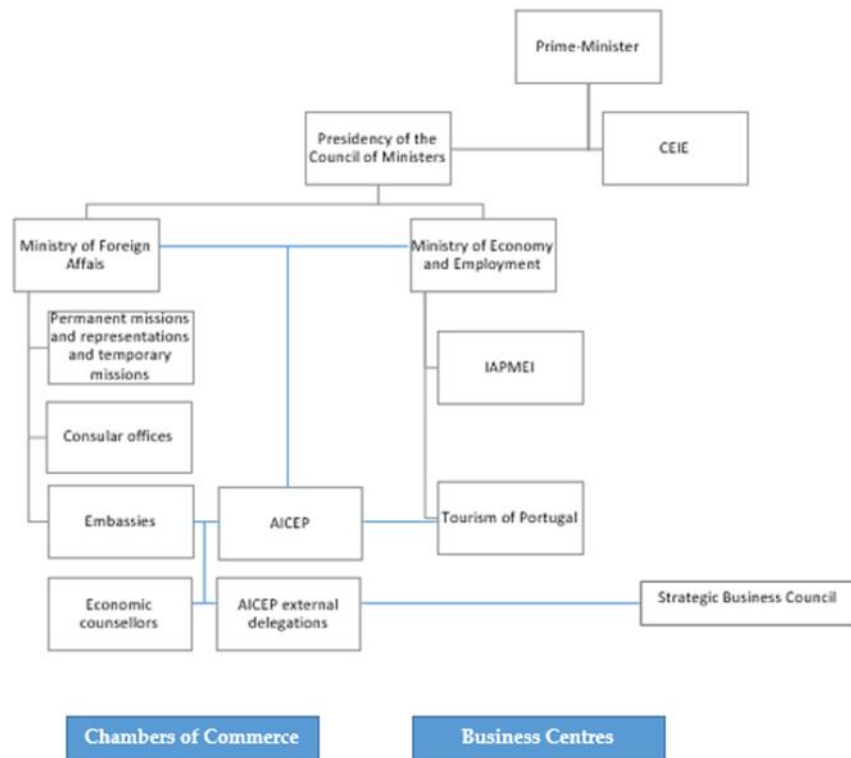 Prime-Minister
Presidency of the
Council of Ministers
CEIE
Ministry of Foreign
Affais
Ministry of Economy
and Employment
Permanent missions
and representations
and temporary
missions
IAPMEI
Consular offices
Embassies
AICEP
Tourism of Portugal
Economic
counsellors
AICEP external
delegations
Strategic Business Council
Chambers of Commerce
Business Centres